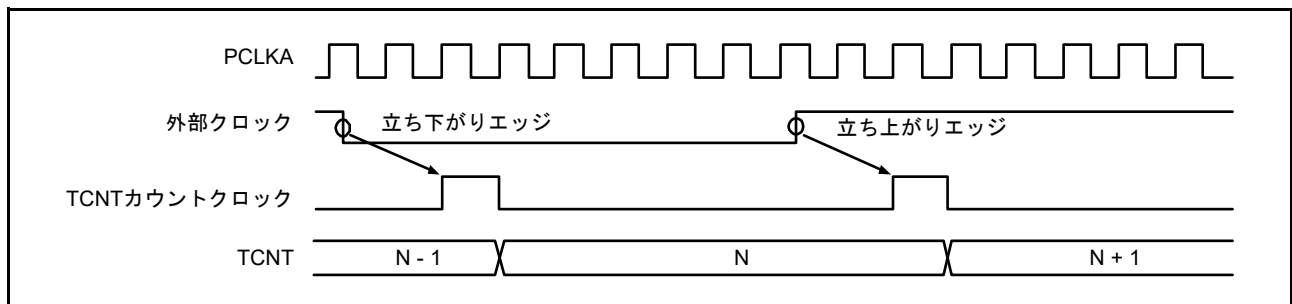 PCLKA
外部クロック
立ち下がりエッジ
立ち上がりエッジ
TCNTカウントクロック
TCNT
N - 1
N
N + 1